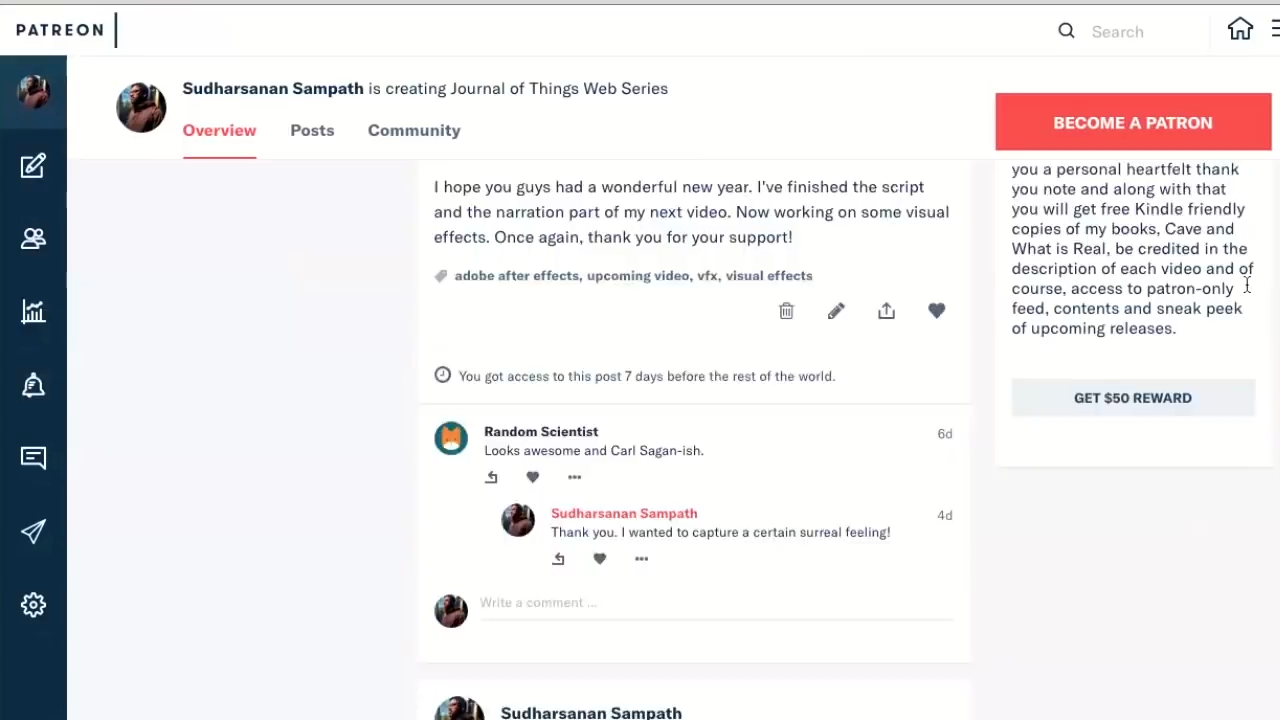 PATREON
Search
Sudharsanan Sampath is creating Journal of Things Web Series
Overview Posts Community
BECOME A PATRON
I hope you guys had a wonderful new year. I've finished the script
and the narration part of my next video. Now working on some visual
effects. Once again, thank you for your support!
adobe after effects, upcoming video, vfx, visual effects
You got access to this post 7 days before the rest of the world.
Random Scientist
6d
Looks awesome and Carl Sagan-ish.
Sudharsanan Sampath
4d
Thank you. I wanted to capture a certain surreal feeling!
Write a comment ...
Sudharsanan Sampath
you a personal heartfelt thank
you note and along with that
you will get free Kindle friendly
copies of my books, Cave and
What is Real, be credited in the
description of each video and of
course, access to patron-only
feed, contents and sneak peek
of upcoming releases.
GET $50 REWARD